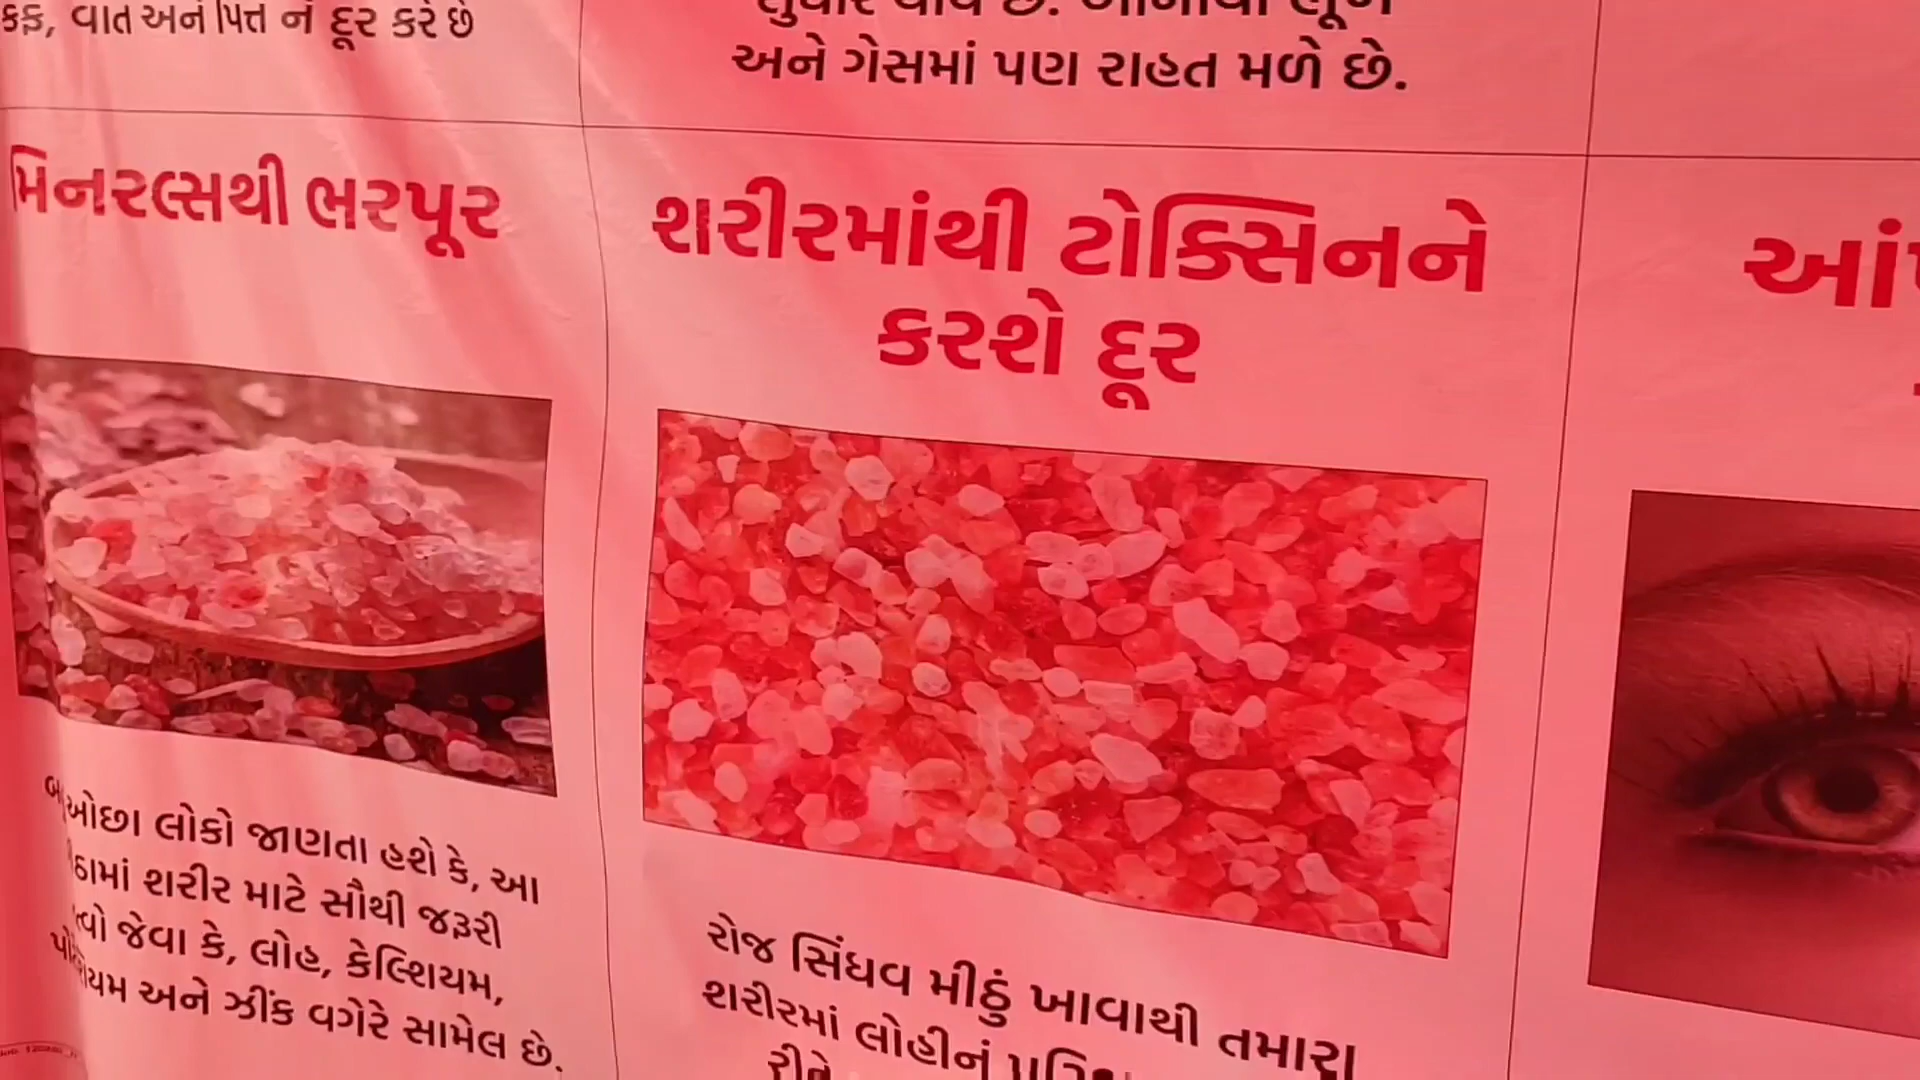 કફ, વાત અને પિત્ત ને દૂર કરે છે
અને ગેસમાં પણ રાહત મળે છે.
મિનરલ્સથી ભરપૂર
ઓછા લોકો જાણતા હશે કે, આ
શરીર માટે સૌથી જરૂરી
જેવા કે, લોહ, કેલ્શિયમ,
અને ઝીંક વગેરે સામેલ છે.
શરીરમાંથી ટોક્સિનને
કરશે દૂર
રોજ સિંધવ મીઠું ખાવાથી તમારા
શરીરમાં લોહીનું
રીતે